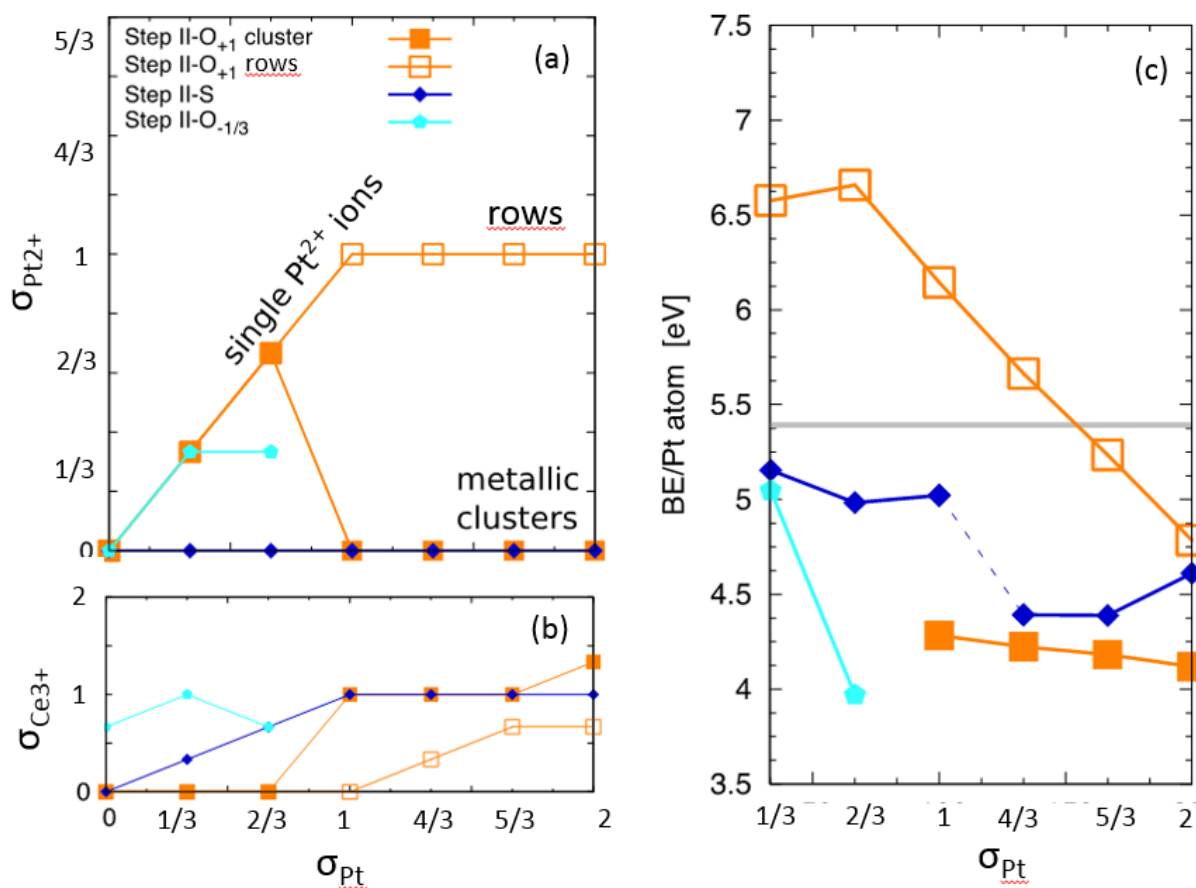 5/3
4/3
1
2/3
1/3
0
σPt2+
Step II-O+1 cluster
Step II-O+1 rows
Step II-S
Step II-O-1/3
(a)
single Pt2+ ions
rows
metallic
clusters
2
1
0
σCe3+
(b)
0 1/3 2/3 1 4/3 5/3 2
σPt
7.5
7
6.5
6
5.5
5
4.5
4
3.5
BE/Pt atom [eV]
(c)
1/3 2/3 1 4/3 5/3 2
σPt